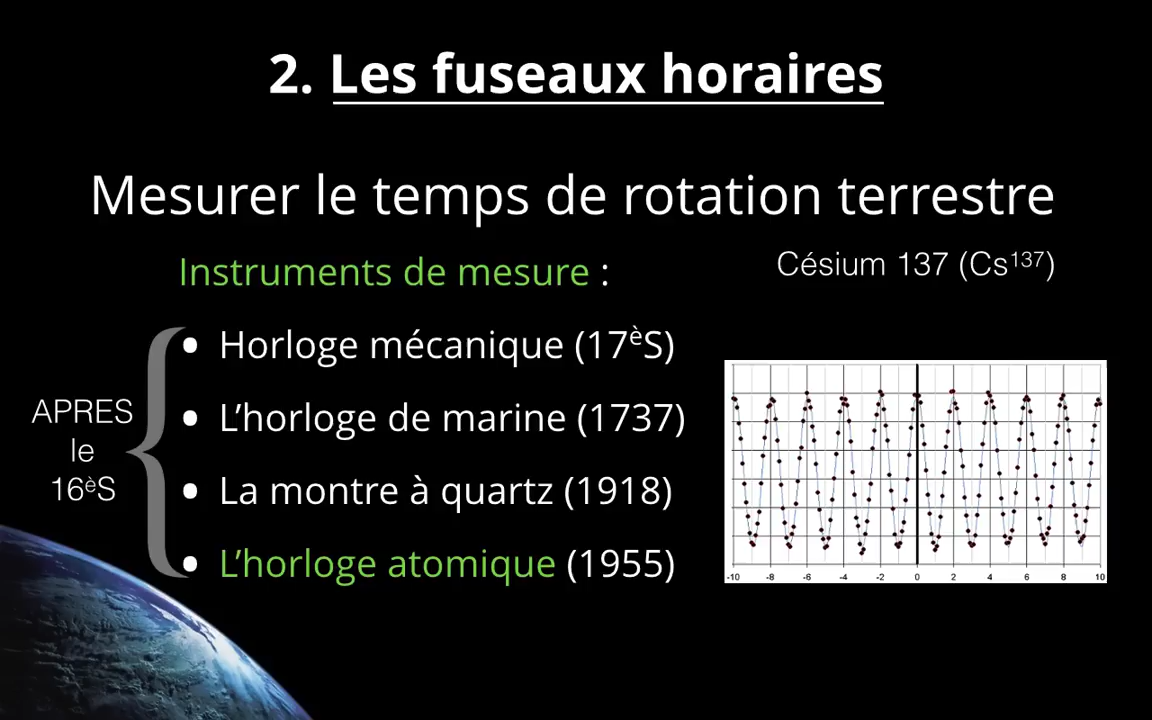 2. Les fuseaux horaires
Mesurer le temps de rotation terrestre
Instruments de mesure :
Césium 137 (Cs¹³⁷)
APRES
le
16èS
• Horloge mécanique (17èS)
• L’horloge de marine (1737)
• La montre à quartz (1918)
• L’horloge atomique (1955)
-10 -8 -6 -4 -2 0 2 4 6 8 10